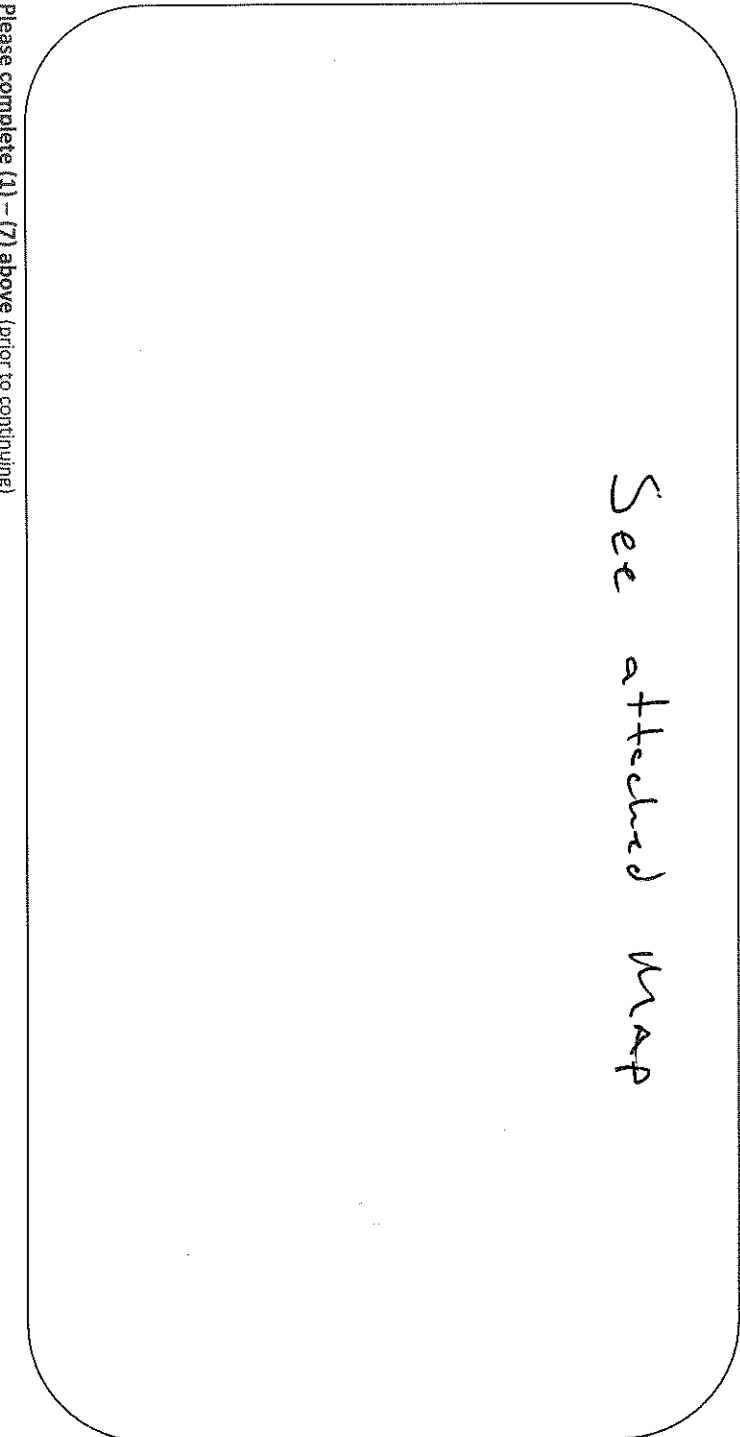 See attached MAP
Please complete (1) – (7) above (prior to continuing)